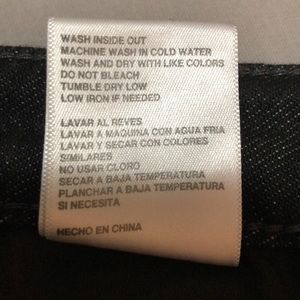 WASH INSIDE OUT
MACHINE WASH IN COLD WATER
WASH AND DRY WITH LIKE COLORS
DO NOT BLEACH
TUMBLE DRY LOW
LOW IRON IF NEEDED
LAVAR AL REVES
LAVAR A MAQUINA CON AGUA FRIA
LAVAR Y SECAR CON COLORES
SIMILARES
NO USAR CLORO
SECAR A BAJA TEMPERATURA
PLANCHAR A BAJA TEMPERATURA
SI NECESITA
HECHO EN CHINA